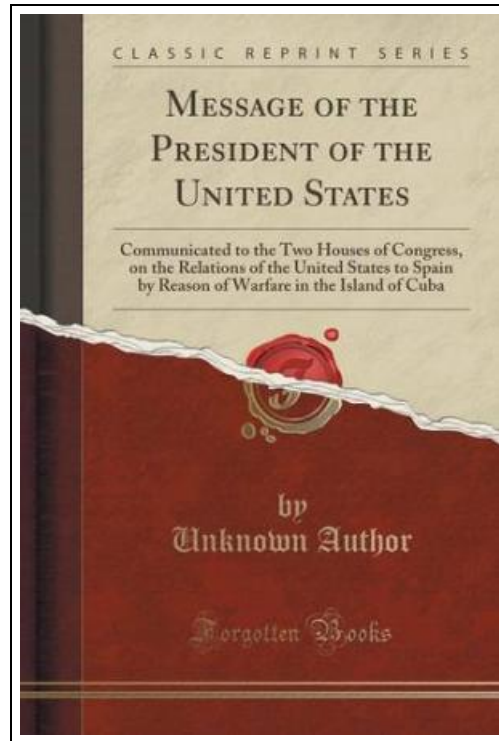 CLASSIC REPRINT SERIES
MESSAGE OF THE
PRESIDENT OF THE
UNITED STATES
Communicated to the Two Houses of Congress,
on the Relations of the United States to Spain
by Reason of Warfare in the Island of Cuba
by
Unknown Author
Forgotten Books